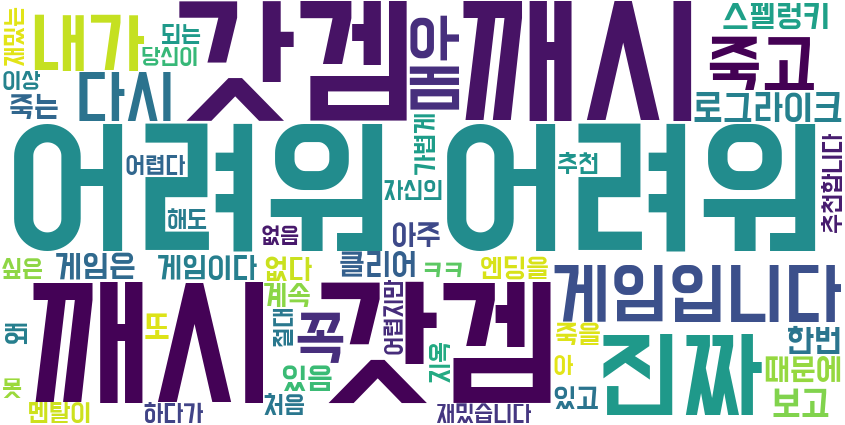 재밌는
내가
되는
당신이
갓겜
아
몸
깨시
스펠렁키
죽고
이상
죽는
다시
로그라이크
어려워 어려워
어렵다
해도
없음
가볍게
자신의
아주
추천
추천합니다
싶은
게임은
게임이다
없다
클리어
ㅋㅋ
엔딩을
깨시 갓겜
계속
절대
꼭
어렵지만
게임입니다
왜
또
지옥
죽을
진짜
한번
때문에
못
멘탈이
하다가
있음
처음
재밌습니다
아
있고
보고